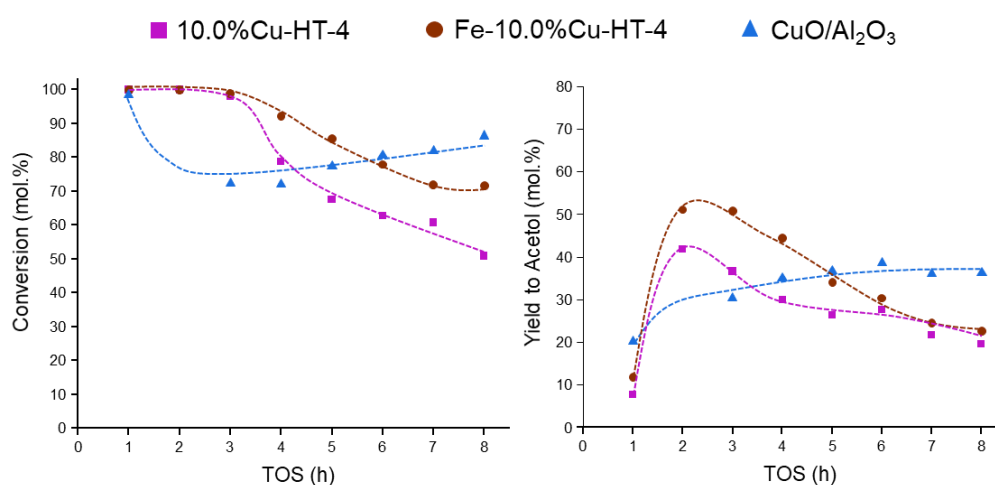 10.0%Cu-HT-4 Fe-10.0%Cu-HT-4 CuO/Al₂O₃
Conversion (mol.%)
100
90
80
70
60
50
40
30
20
10
0
1 2 3 4 5 6 7 8
TOS (h)
Yield to Acetol (mol.%)
80
70
60
50
40
30
20
10
0
1 2 3 4 5 6 7 8
TOS (h)